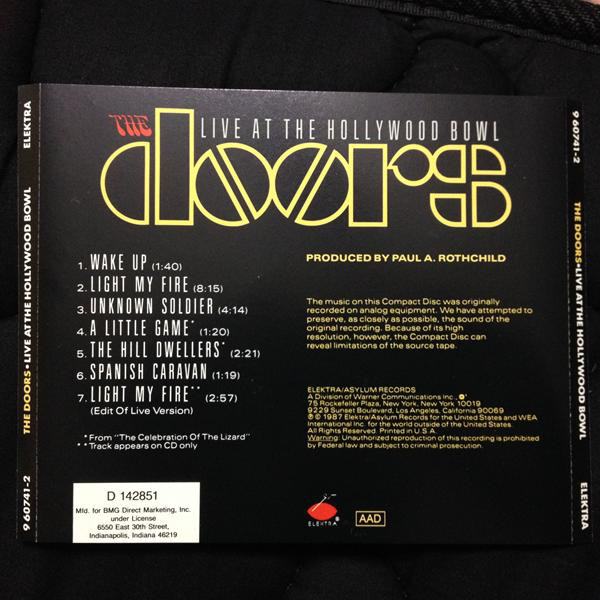 THE
doors
LIVE AT THE HOLLYWOOD BOWL
1. WAKE UP (1:40)
2. LIGHT MY FIRE (8:15)
3. UNKNOWN SOLDIER (4:14)
4. A LITTLE GAME* (1:20)
5. THE HILL DWELLERS* (2:21)
6. SPANISH CARAVAN (1:19)
7. LIGHT MY FIRE** (2:57)
(Edit Of Live Version)
*From "The Celebration Of The Lizard"
**Track appears on CD only
PRODUCED BY PAUL A. ROTHCHILD
The music on this Compact Disc was originally
recorded on analog equipment. We have attempted to
preserve, as closely as possible, the sound of the
original recording. Because of its high
resolution, however, the Compact Disc can
reveal limitations of the source tape.
ELEKTRA/ASYLUM RECORDS
A Division of Warner Communications Inc.
75 Rockefeller Plaza, New York, New York 10019
9229 Sunset Boulevard, Los Angeles, California 90069
℗ © 1987 Elektra/Asylum Records for the United States and WEA
International Inc. for the world outside of the United States.
All Rights Reserved. Printed in U.S.A.
Warning: Unauthorized reproduction of this recording is prohibited
by Federal law and subject to criminal prosecution.
D 142851
Mfd. for BMG Direct Marketing, Inc.
under License
6550 East 30th Street,
Indianapolis, Indiana 46219
ELEKTRA
AAD
9 60741-2 THE DOORS•LIVE AT THE HOLLYWOOD BOWL ELEKTRA
9 60741-2 THE DOORS•LIVE AT THE HOLLYWOOD BOWL ELEKTRA